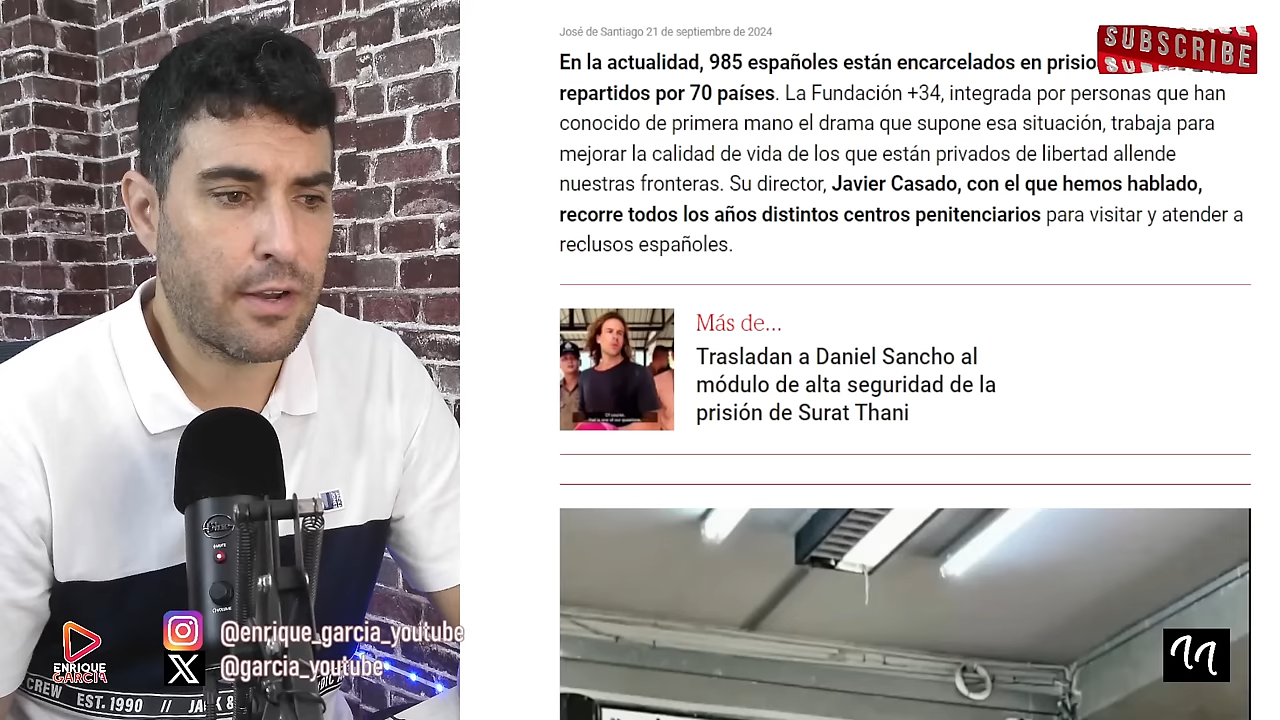 José de Santiago 21 de septiembre de 2024
SUBSCRIBE
En la actualidad, 985 españoles están encarcelados en
repartidos por 70 países. La Fundación +34, integrada por personas que han
conocido de primera mano el drama que supone esa situación, trabaja para
mejorar la calidad de vida de los que están privados de libertad allende
nuestras fronteras. Su director, Javier Casado, con el que hemos hablado,
recorre todos los años distintos centros penitenciarios para visitar y atender a
reclusos españoles.
Más de...
Trasladan a Daniel Sancho al
módulo de alta seguridad de la
prisión de Surat Thani
@enrique_garcia_youtube
@garcia_youtube
ENRIQUE
GARCIA
CREW EST. 1990 //